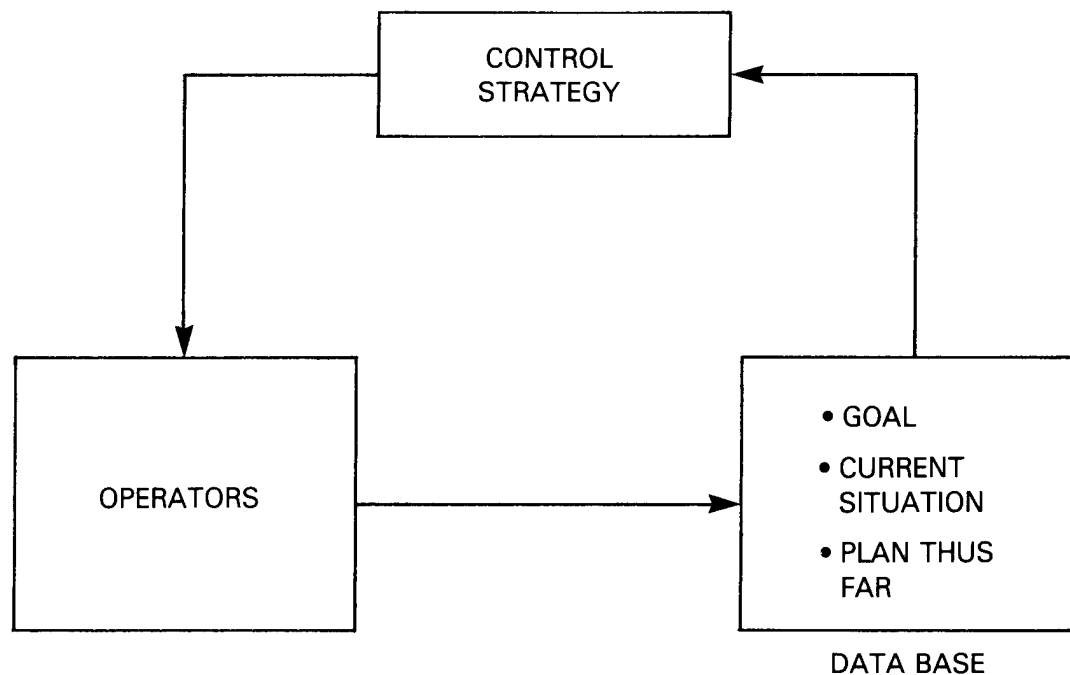 CONTROL
STRATEGY
OPERATORS
• GOAL
• CURRENT
SITUATION
• PLAN THUS
FAR
DATA BASE